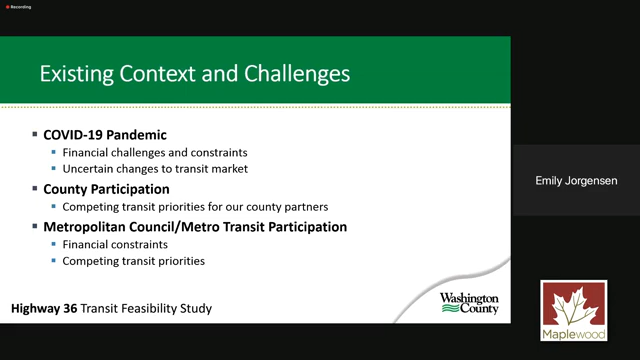 Recording
Existing Context and Challenges
COVID-19 Pandemic
Financial challenges and constraints
Uncertain changes to transit market
County Participation
Competing transit priorities for our county partners
Metropolitan Council/Metro Transit Participation
Financial constraints
Competing transit priorities
Highway 36 Transit Feasibility Study
Washington
County
Emily Jorgensen
Maplewood